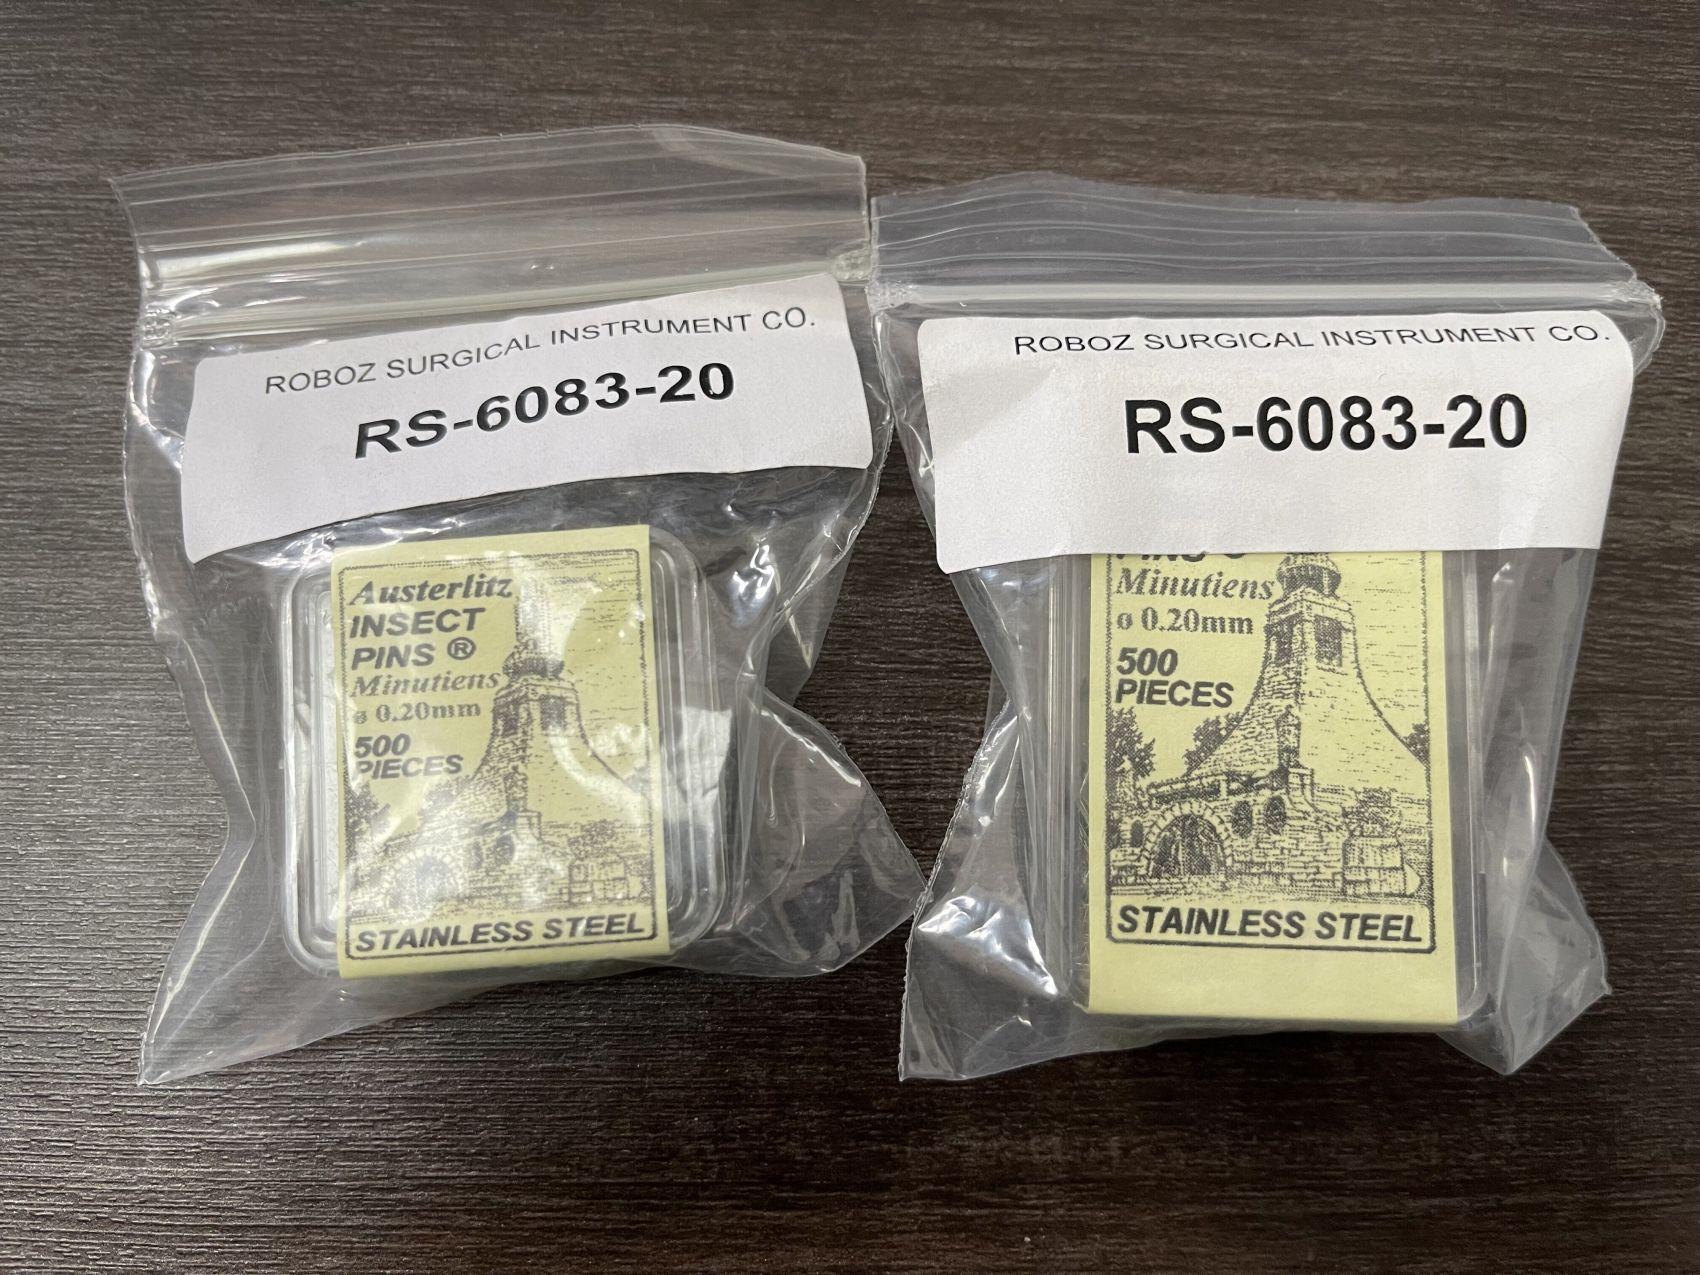 ROBOZ SURGICAL INSTRUMENT CO.
RS-6083-20
Austerlitz
INSECT
PINS ®
Minutiens
ø 0.20mm
500
PIECES
STAINLESS STEEL
ROBOZ SURGICAL INSTRUMENT CO.
RS-6083-20
PINS ®
Minutiens
ø 0.20mm
500
PIECES
STAINLESS STEEL